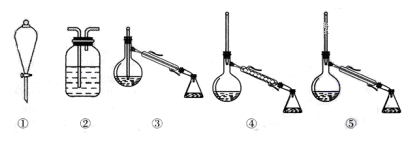 ① ② ③ ④ ⑤